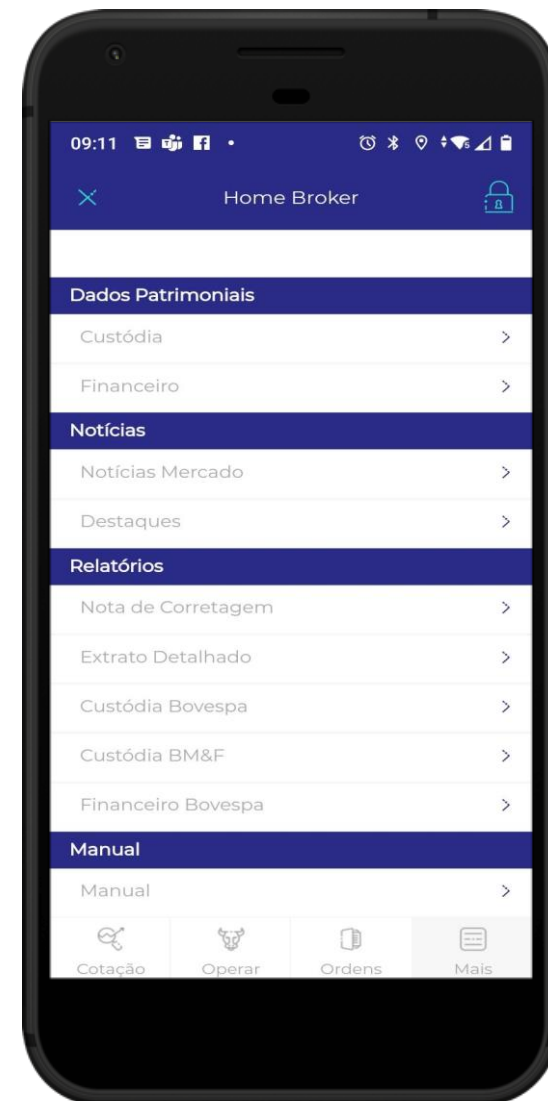 09:11
Home Broker
Dados Patrimoniais
Custódia
Financeiro
Notícias
Notícias Mercado
Destaques
Relatórios
Nota de Corretagem
Extrato Detalhado
Custódia Bovespa
Custódia BM&F
Financeiro Bovespa
Manual
Manual
Cotação Operar Ordens Mais